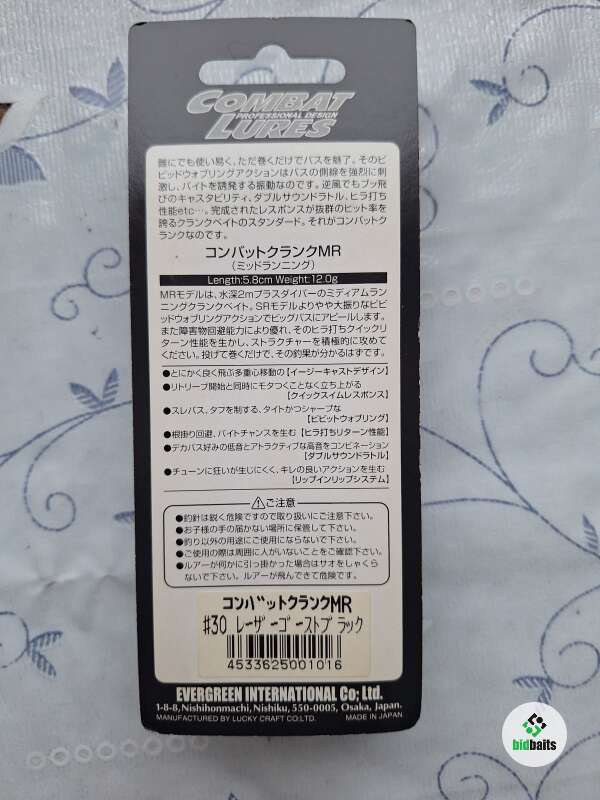 COMBAT
PROFESSIONAL DESIGN
LURES
誰にでも使い易く、ただ巻くだけでバスを魅了。そのビ
ビッドウォブリングアクションはバスの側線を強烈に刺
激し、バイトを誘発する振動なのです。逆風でもブッ飛
びのキャスタビリティ、ダブルサウンドラトル、ヒラ打ち
性能etc…。完成されたレスポンスが抜群のヒット率を
誇るクランクベイトのスタンダード。それがコンバットク
ランクなのです。
コンバットクランクMR
(ミッドランニング)
Length:5.8cm Weight:12.0g
MRモデルは、水深2mプラスダイバーのミディアムラン
ニングクランクベイト。SRモデルよりやや大振りなビビ
ッドウォブリングアクションでビッグバスにアピールします。
また障害物回避能力により優れ、そのヒラ打ちクイックリ
ターン性能を生かし、ストラクチャーを積極的に攻めて
ください。投げて巻くだけで、その釣果が分かるはずです。
●とにかく良く飛ぶ多重心移動の【イージーキャストデザイン】
●リトリーブ開始と同時にモタつくことなく立ち上がる
【クイックスイムレスポンス】
●スレバス、タフを制する、タイトかつシャープな
【ビビットウォブリング】
●根掛り回避、バイトチャンスを生む【ヒラ打ちリターン性能】
●デカバス好みの低音とアトラクティブな高音をコンビネーション
【ダブルサウンドラトル】
●チューンに狂いが生じにくく、キレの良いアクションを生む
【リップインリップシステム】
⚠ご注意
●釣針は鋭く危険ですので取り扱いにご注意下さい。
●お子様の手の届かない場所に保管して下さい。
●釣り以外の用途にご使用にならないで下さい。
●ご使用の際は周囲に人がいないことをご確認下さい。
●ルアーが何かに引っ掛かった場合はサオをしゃくら
ないで下さい。ルアーが飛んできて危険です。
コンバットクランクMR
#30 レーザーゴーストブラック
4533625001016
EVERGREEN INTERNATIONAL Co; Ltd.
1-8-8, Nishihonmachi, Nishiku, 550-0005, Osaka, Japan.
MANUFACTURED BY LUCKY CRAFT CO.LTD. MADE IN JAPAN
bidbaits